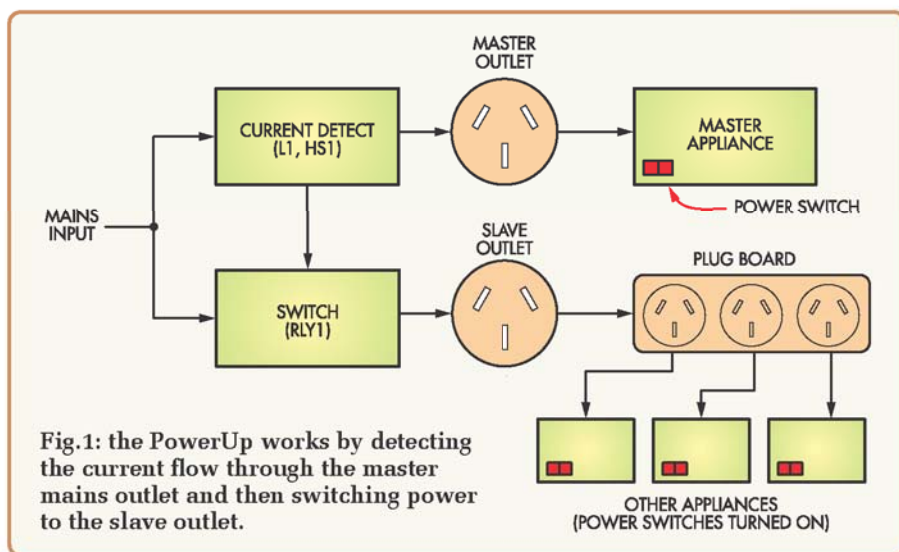 MASTER
OUTLET
CURRENT DETECT
(L1, HS1)
MASTER
APPLIANCE
POWER SWITCH
MAINS
INPUT
SLAVE
OUTLET
PLUG BOARD
SWITCH
(RLY1)
Fig.1: the PowerUp works by detecting
the current flow through the master
mains outlet and then switching power
to the slave outlet.
OTHER APPLIANCES
(POWER SWITCHES TURNED ON)